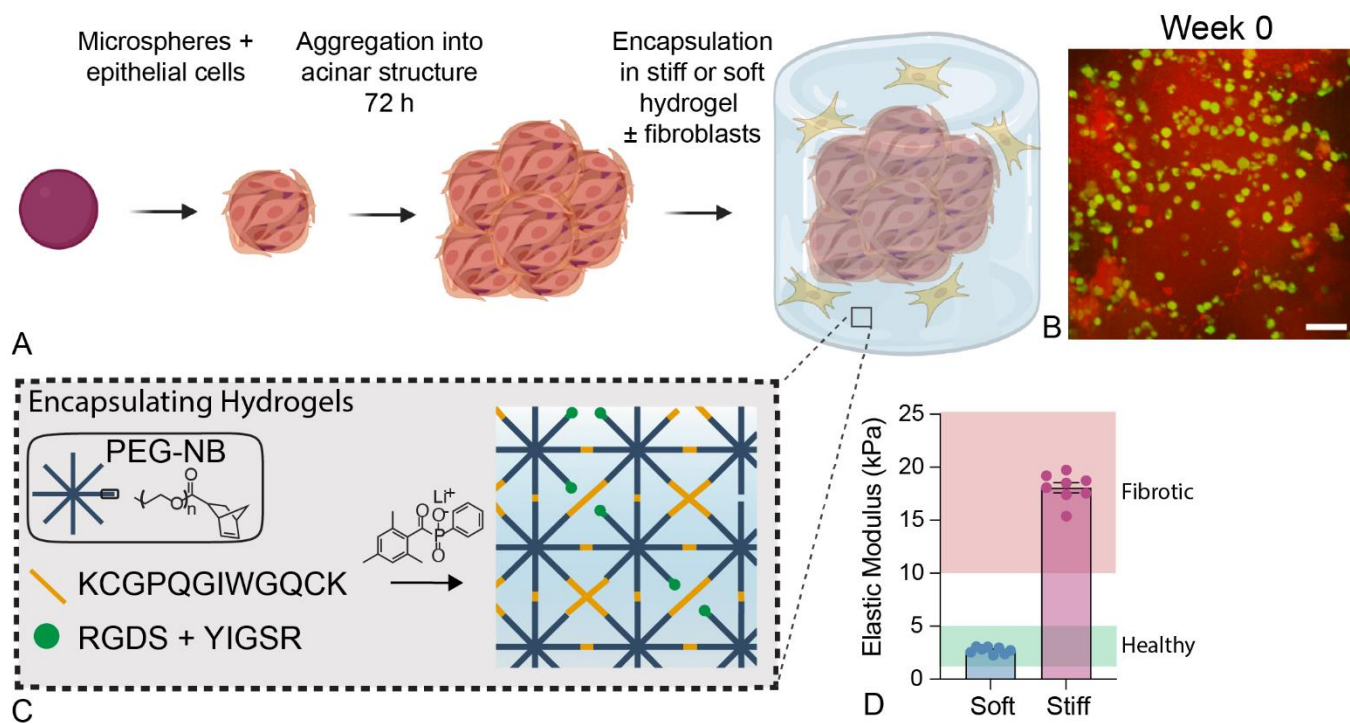 Microspheres +
epithelial cells
Aggregation into
acinar structure
72 h
Encapsulation
in stiff or soft
hydrogel
± fibroblasts
Week 0
A
B
Encapsulating Hydrogels
PEG-NB
O
O
n
Li+
O
O-
P
O
KCGPQGIWGQCK
RGDS + YIGSR
C
Elastic Modulus (kPa)
25
20
15
10
5
0
Fibrotic
Healthy
Soft
Stiff
D